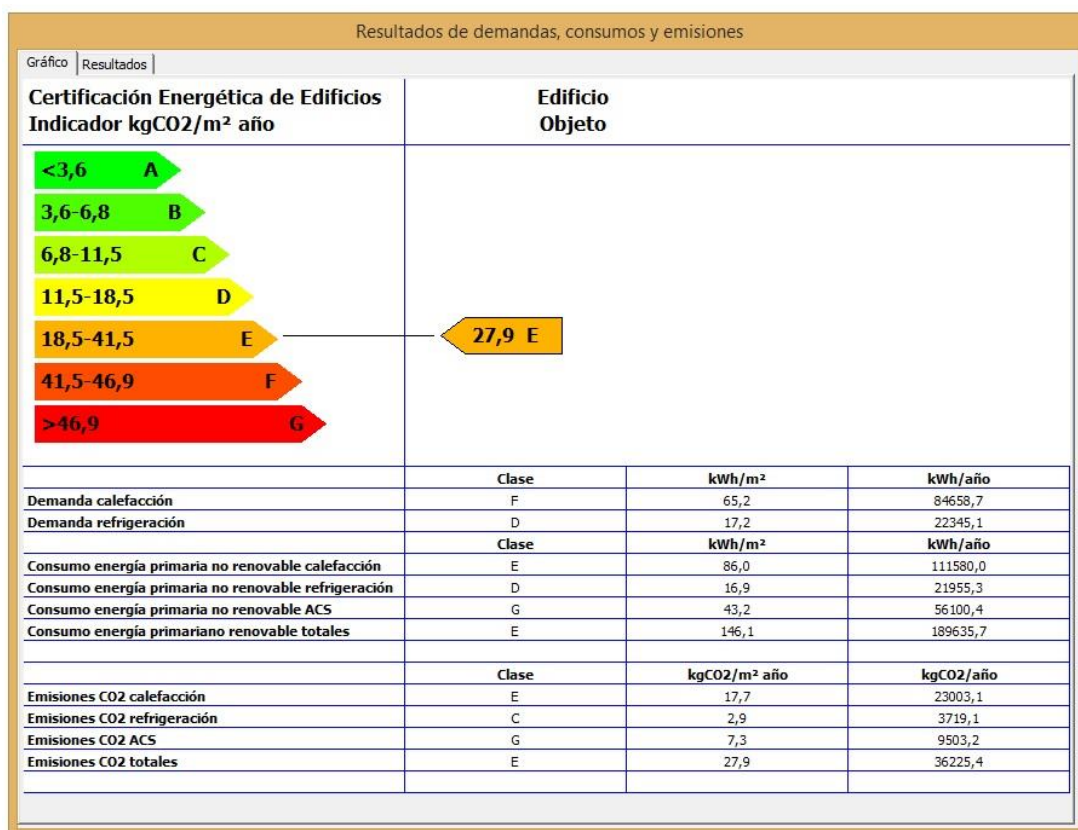 Resultados de demandas, consumos y emisiones
Gráfico Resultados
Certificación Energética de Edificios
Indicador kgCO2/m² año
Edificio
Objeto
<3,6 A
3,6-6,8 B
6,8-11,5 C
11,5-18,5 D
18,5-41,5 E
27,9 E
41,5-46,9 F
>46,9 G
Clase kWh/m² kWh/año
Demanda calefacción F 65,2 84658,7
Demanda refrigeración D 17,2 22345,1
Clase kWh/m² kWh/año
Consumo energía primaria no renovable calefacción E 86,0 111580,0
Consumo energía primaria no renovable refrigeración D 16,9 21955,3
Consumo energía primaria no renovable ACS G 43,2 56100,4
Consumo energía primariano renovable totales E 146,1 189635,7
Clase kgCO2/m² año kgCO2/año
Emisiones CO2 calefacción E 17,7 23003,1
Emisiones CO2 refrigeración C 2,9 3719,1
Emisiones CO2 ACS G 7,3 9503,2
Emisiones CO2 totales E 27,9 36225,4